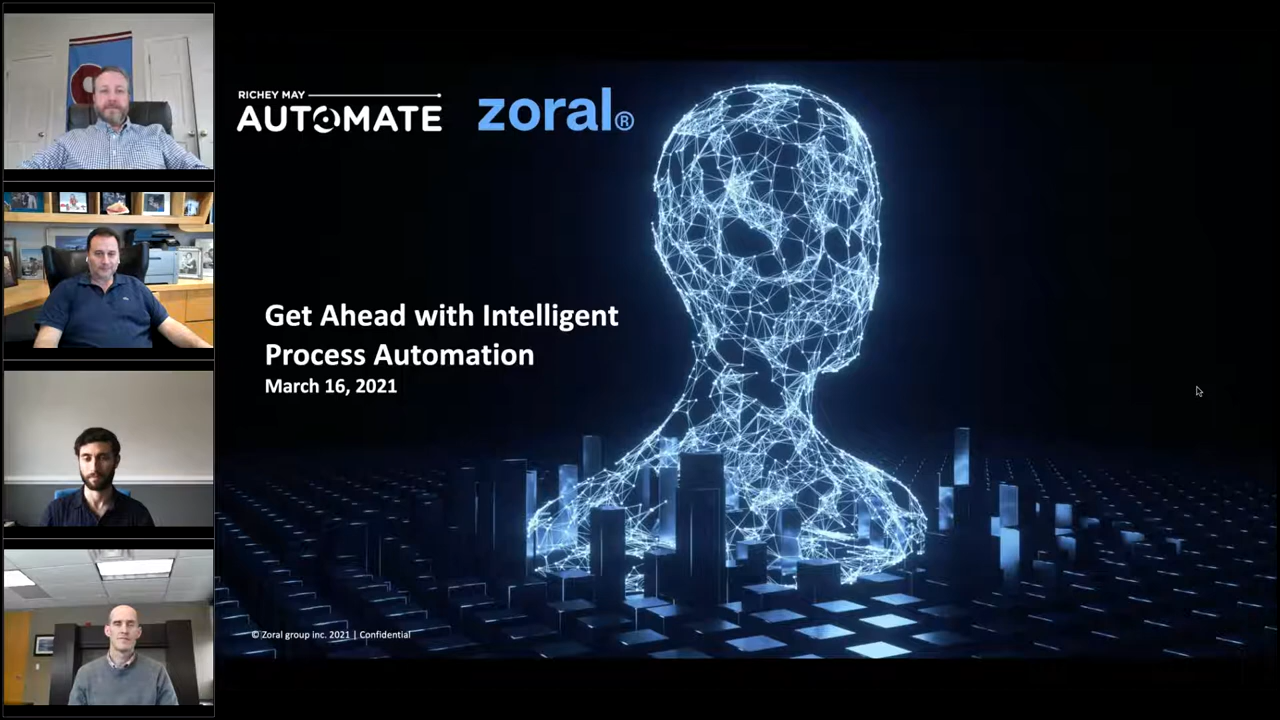 RICHEY MAY
AUTOMATE
zoral®
Get Ahead with Intelligent
Process Automation
March 16, 2021
© Zoral group inc. 2021 | Confidential